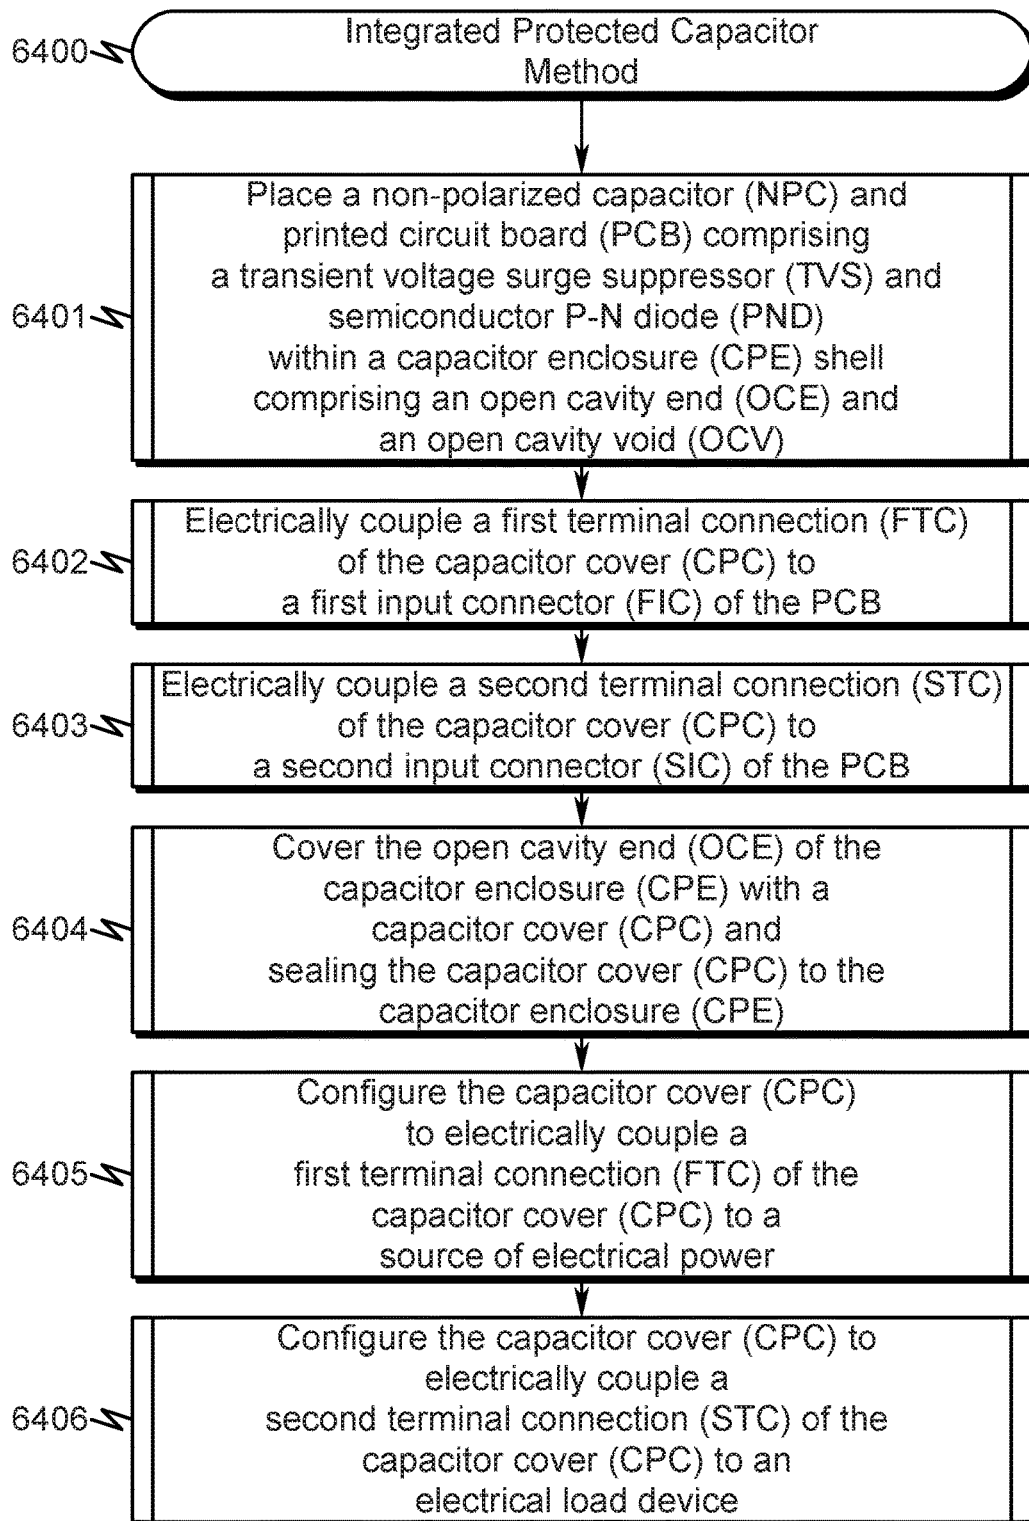 6400
Integrated Protected Capacitor
Method
6401
Place a non-polarized capacitor (NPC) and
printed circuit board (PCB) comprising
a transient voltage surge suppressor (TVS) and
semiconductor P-N diode (PND)
within a capacitor enclosure (CPE) shell
comprising an open cavity end (OCE) and
an open cavity void (OCV)
6402
Electrically couple a first terminal connection (FTC)
of the capacitor cover (CPC) to
a first input connector (FIC) of the PCB
6403
Electrically couple a second terminal connection (STC)
of the capacitor cover (CPC) to
a second input connector (SIC) of the PCB
6404
Cover the open cavity end (OCE) of the
capacitor enclosure (CPE) with a
capacitor cover (CPC) and
sealing the capacitor cover (CPC) to the
capacitor enclosure (CPE)
6405
Configure the capacitor cover (CPC)
to electrically couple a
first terminal connection (FTC) of the
capacitor cover (CPC) to a
source of electrical power
6406
Configure the capacitor cover (CPC) to
electrically couple a
second terminal connection (STC) of the
capacitor cover (CPC) to an
electrical load device